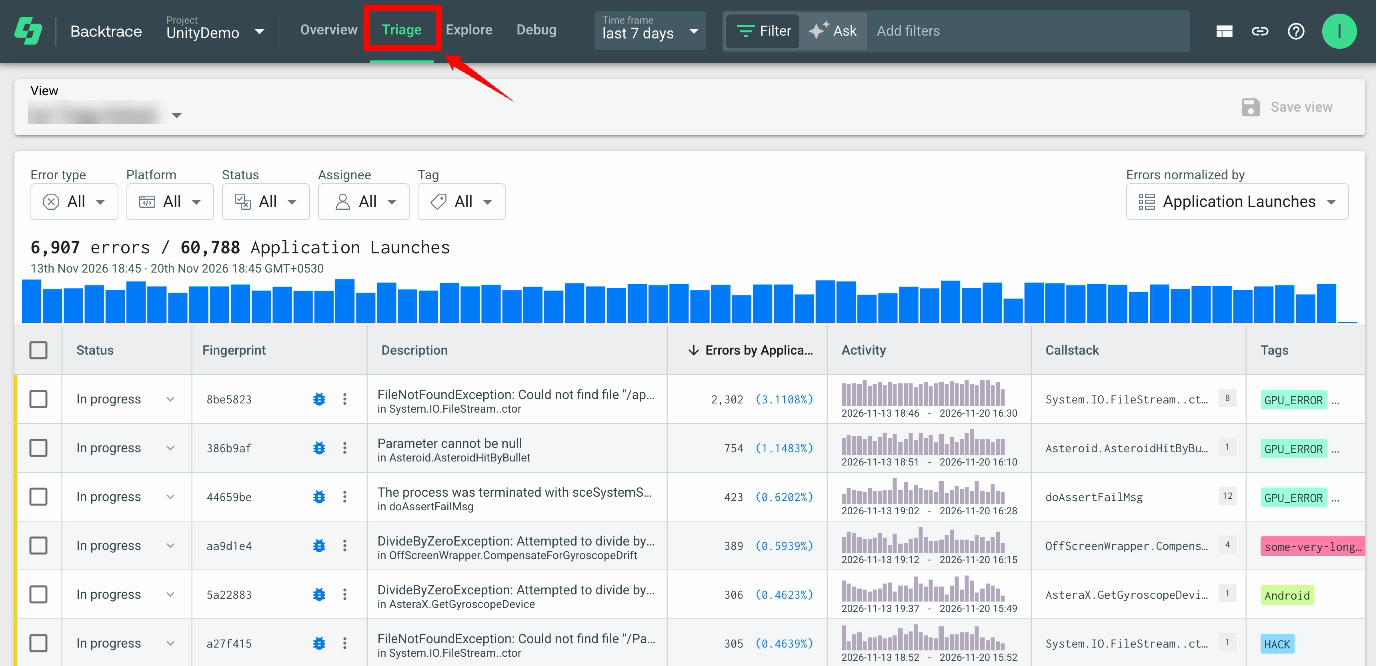 Backtrace
Project
UnityDemo
Overview
Triage
Explore
Debug
Time frame
last 7 days
Filter
Ask
Add filters
I
View
Save view
Error type
Platform
Status
Assignee
Tag
Errors normalized by
All
All
All
All
All
Application Launches
6,907 errors / 60,788 Application Launches
13th Nov 2026 18:45 - 20th Nov 2026 18:45 GMT+0530
Status
Fingerprint
Description
Errors by Applica...
Activity
Callstack
Tags
In progress
8be5823
FileNotFoundException: Could not find file "/ap...
in System.IO.FileStream..ctor
2,302 (3.1108%)
2026-11-13 18:46 - 2026-11-20 16:30
System.IO.FileStream..ct…
8
GPU_ERROR …
In progress
386b9af
Parameter cannot be null
in Asteroid.AsteroidHitByBullet
754 (1.1483%)
2026-11-13 18:51 - 2026-11-20 16:10
Asteroid.AsteroidHitByBu…
1
GPU_ERROR …
In progress
44659be
The process was terminated with sceSystemS...
in doAssertFailMsg
423 (0.6202%)
2026-11-13 19:02 - 2026-11-20 16:28
doAssertFailMsg
12
GPU_ERROR …
In progress
aa9d1e4
DivideByZeroException: Attempted to divide by...
in OffScreenWrapper.CompensateForGyroscopeDrift
389 (0.5939%)
2026-11-13 19:12 - 2026-11-20 16:15
OffScreenWrapper.Compens…
4
some-very-long…
In progress
5a22883
DivideByZeroException: Attempted to divide by...
in AsteraX.GetGyroscopeDevice
306 (0.4623%)
2026-11-13 19:37 - 2026-11-20 15:49
AsteraX.GetGyroscopeDevi…
1
Android
In progress
a27f415
FileNotFoundException: Could not find file "/Pa...
in System.IO.FileStream..ctor
305 (0.4639%)
2026-11-13 18:52 - 2026-11-20 15:52
System.IO.FileStream..ct…
1
HACK